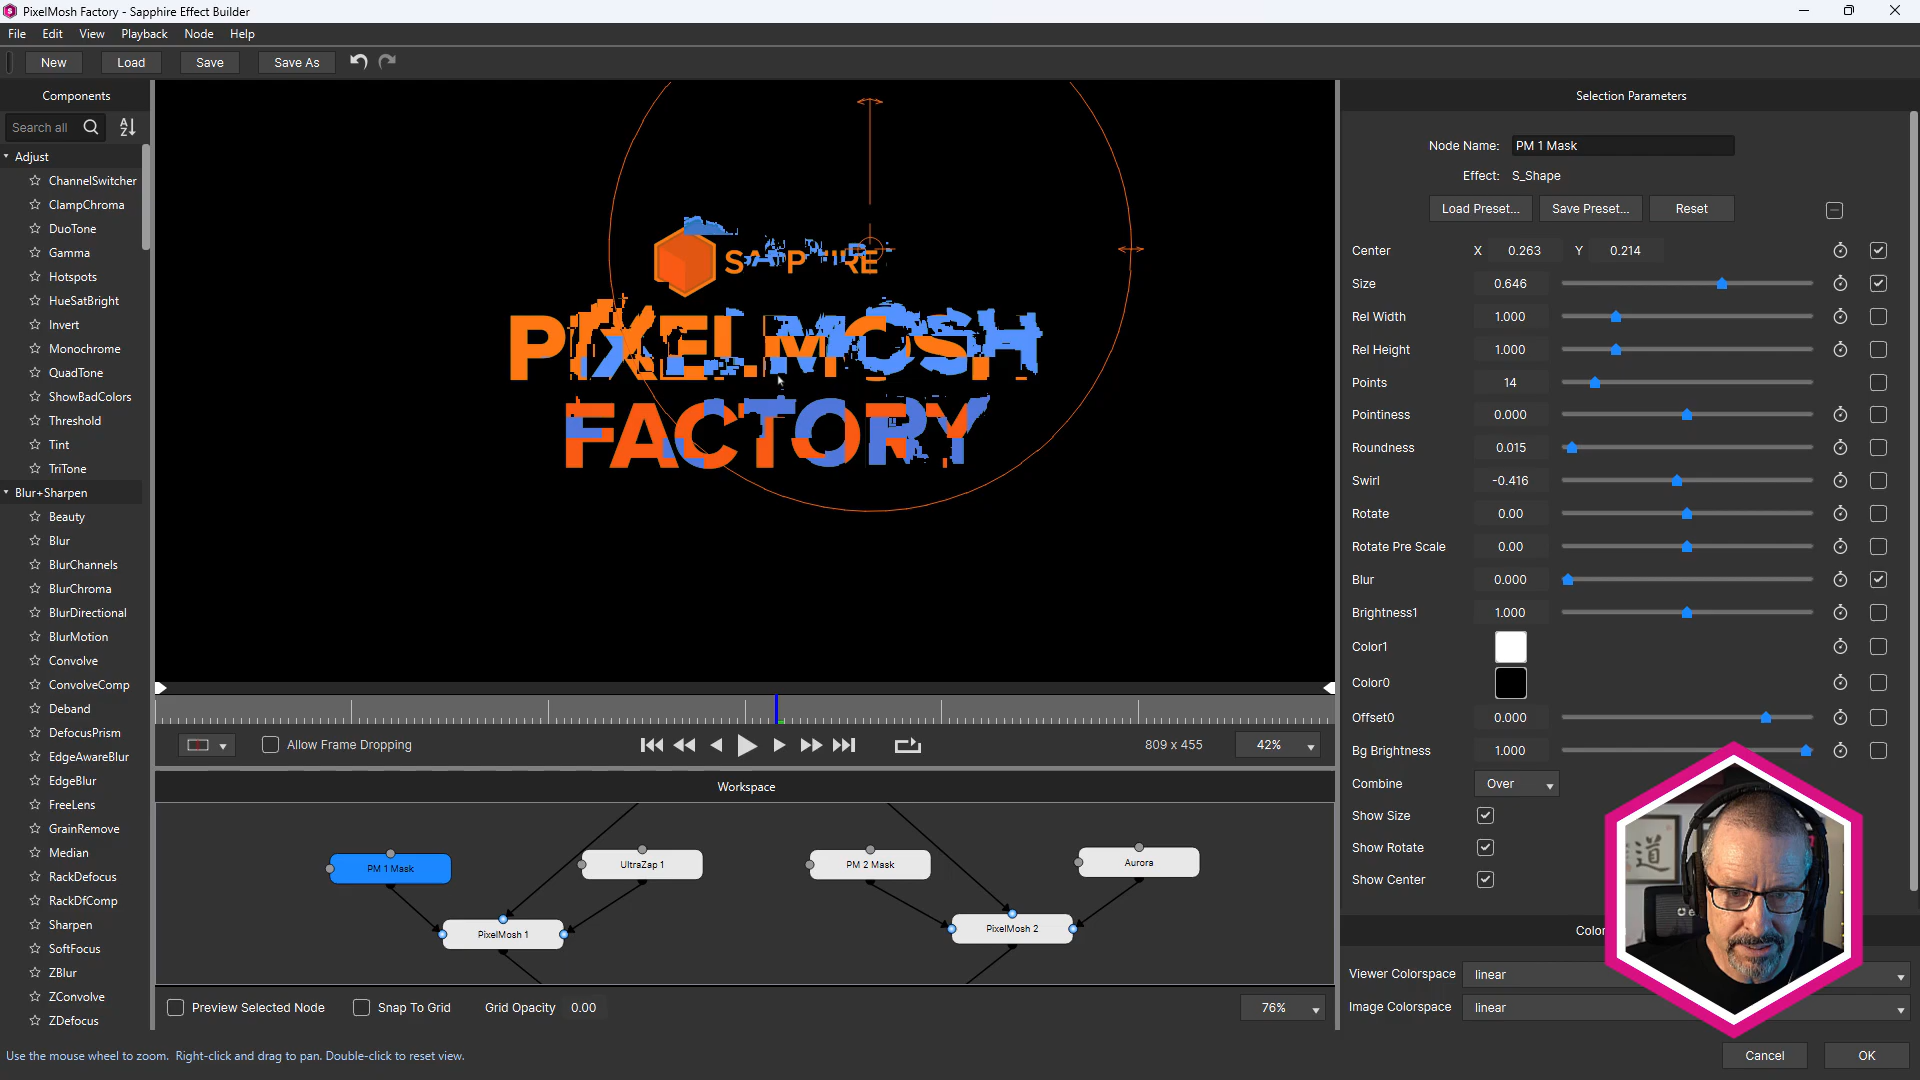 PixelMosh Factory - Sapphire Effect Builder
File Edit View Playback Node Help
New Load Save Save As
Components
Search all
Adjust
ChannelSwitcher
ClampChroma
DuoTone
Gamma
Hotspots
HueSatBright
Invert
Monochrome
QuadTone
ShowBadColors
Threshold
Tint
TriTone
Blur+Sharpen
Beauty
Blur
BlurChannels
BlurChroma
BlurDirectional
BlurMotion
Convolve
ConvolveComp
Deband
DefocusPrism
EdgeAwareBlur
EdgeBlur
FreeLens
GrainRemove
Median
RackDefocus
RackDfComp
Sharpen
SoftFocus
ZBlur
ZConvolve
ZDefocus
SAPPHIRE
PIXELMOSH
FACTORY
Allow Frame Dropping
809 x 455
42%
Workspace
PM 1 Mask
UltraZap 1
PM 2 Mask
Aurora
PixelMosh 1
PixelMosh 2
Preview Selected Node
Snap To Grid
Grid Opacity 0.00
76%
Selection Parameters
Node Name: PM 1 Mask
Effect: S_Shape
Load Preset... Save Preset... Reset
Center X 0.263 Y 0.214
Size 0.646
Rel Width 1.000
Rel Height 1.000
Points 14
Pointiness 0.000
Roundness 0.015
Swirl -0.416
Rotate 0.00
Rotate Pre Scale 0.00
Blur 0.000
Brightness1 1.000
Color1
Color0
Offset0 0.000
Bg Brightness 1.000
Combine Over
Show Size
Show Rotate
Show Center
Viewer Colorspace linear
Image Colorspace linear
Use the mouse wheel to zoom. Right-click and drag to pan. Double-click to reset view.
Cancel OK